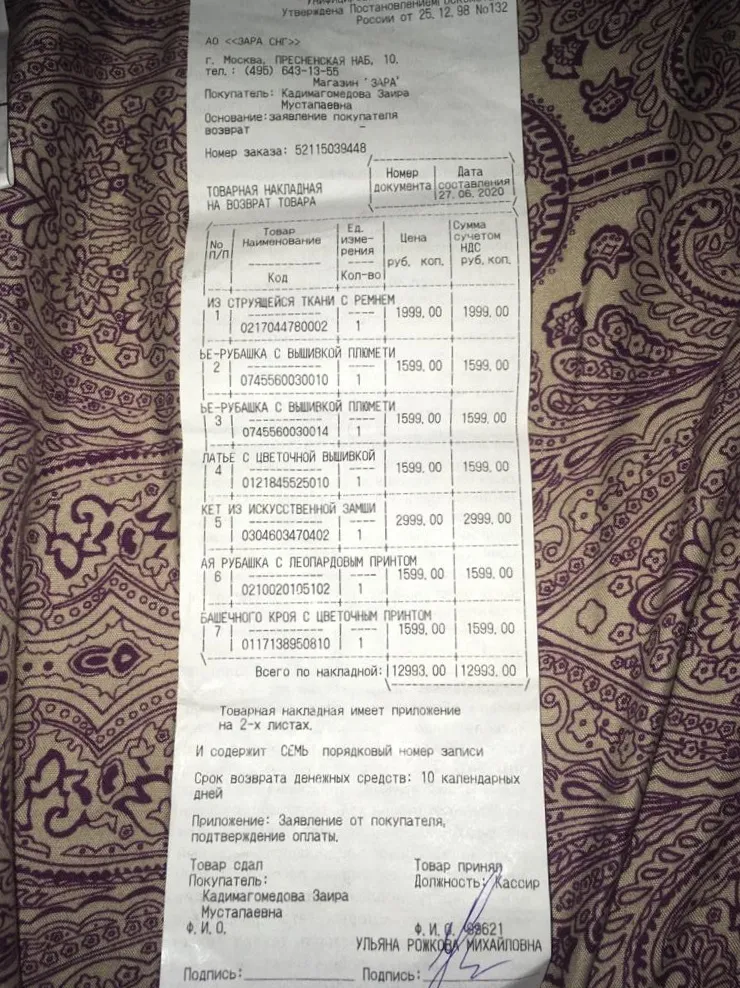 Утверждена Постановлением
России от 25. 12. 98 No132
АО <<ЗАРА СНГ>>
г. Москва, ПРЕСНЕНСКАЯ НАБ, 10.
тел.: (495) 643-13-55
Магазин "ЗАРА"
Покупатель: Кадимагомедова Заира
Мустапаевна
Основание:заявление покупателя
возврат -
Номер заказа: 52115039448
ТОВАРНАЯ НАКЛАДНАЯ
НА ВОЗВРАТ ТОВАРА
Номер документа
Дата составления
27. 06. 2020
No п/п
Товар Наименование
Код
Ед. изме-рения
Кол-во
Цена
руб. коп.
Сумма с учетом НДС
руб. коп.
ИЗ СТРУЯЩЕЙСЯ ТКАНИ С РЕМНЕМ
1 1999, 00 1999, 00
0217044780002 1
ЬЕ-РУБАШКА С ВЫШИВКОЙ ПЛЮМЕТИ
2 1599, 00 1599, 00
0745560030010 1
ЬЕ-РУБАШКА С ВЫШИВКОЙ ПЛЮМЕТИ
3 1599, 00 1599, 00
0745560030014 1
ЛАТЬЕ С ЦВЕТОЧНОЙ ВЫШИВКОЙ
4 1599, 00 1599, 00
0121845525010 1
КЕТ ИЗ ИСКУССТВЕННОЙ ЗАМШИ
5 2999, 00 2999, 00
0304603470402 1
АЯ РУБАШКА С ЛЕОПАРДОВЫМ ПРИНТОМ
6 1599, 00 1599, 00
0210020105102 1
БАШЕЧНОГО КРОЯ С ЦВЕТОЧНЫМ ПРИНТОМ
7 1599, 00 1599, 00
0117138950810 1
Всего по накладной: 12993, 00 12993, 00
Товарная накладная имеет приложение
на 2-х листах,
И содержит СЕМЬ порядковый номер записи
Срок возврата денежных средств: 10 календарных
дней
Приложение: Заявление от покупателя,
подтверждение оплаты.
Товар сдал Товар принял
Покупатель: Должность: Кассир
Кадимагомедова Заира
Мустапаевна
Ф. И. О. Ф. И. О. 9621
УЛЬЯНА РОЖКОВА МИХАЙЛОВНА
Подпись: Подпись: